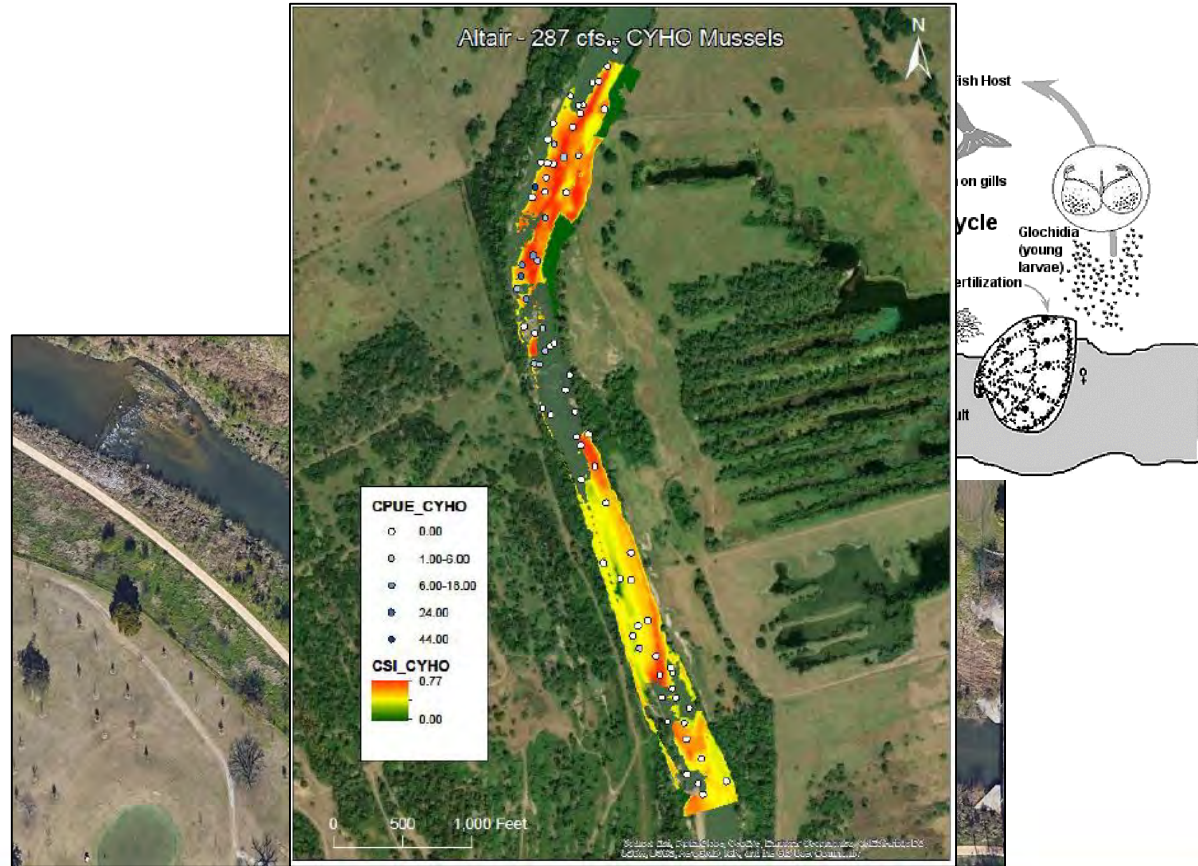 Altair - 287 cfs - CYHO Mussels
N
CPUE_CYHO
0.00
1.00-6.00
6.00-18.00
24.00
44.00
CSI_CYHO
0.77
0.00
0 500 1,000 Feet
Fish Host
on gills
ycle
Glochidia
(young
larvae)
ertilization
♀
ult